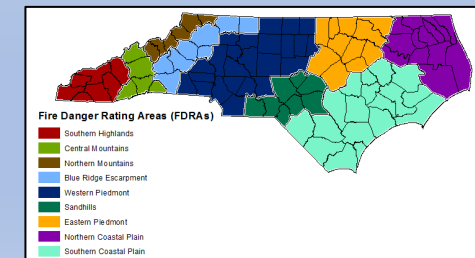 Fire Danger Rating Areas (FDRAs)
Southern Highlands
Central Mountains
Northern Mountains
Blue Ridge Escarpment
Western Piedmont
Sandhills
Eastern Piedmont
Northern Coastal Plain
Southern Coastal Plain